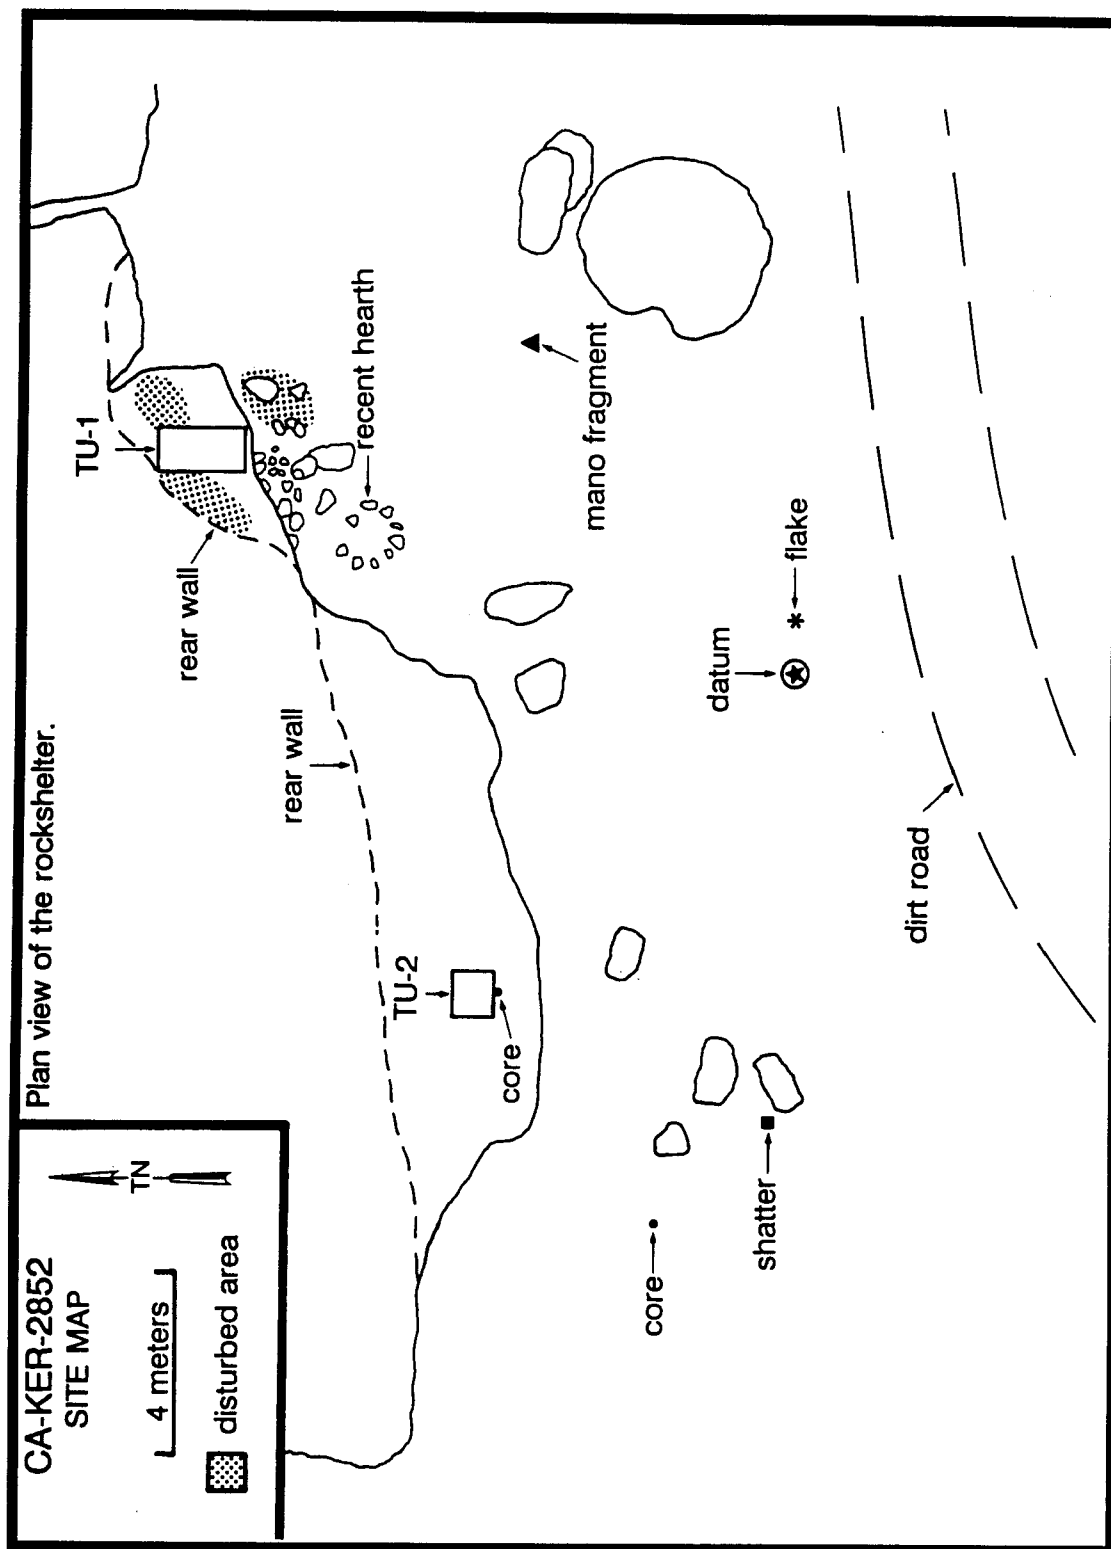 CA-KER-2852
SITE MAP
4 meters
TN
disturbed area
Plan view of the rockshelter.
TU-1
rear wall
recent hearth
rear wall
mano fragment
TU-2
core
datum
flake
core
shatter
dirt road